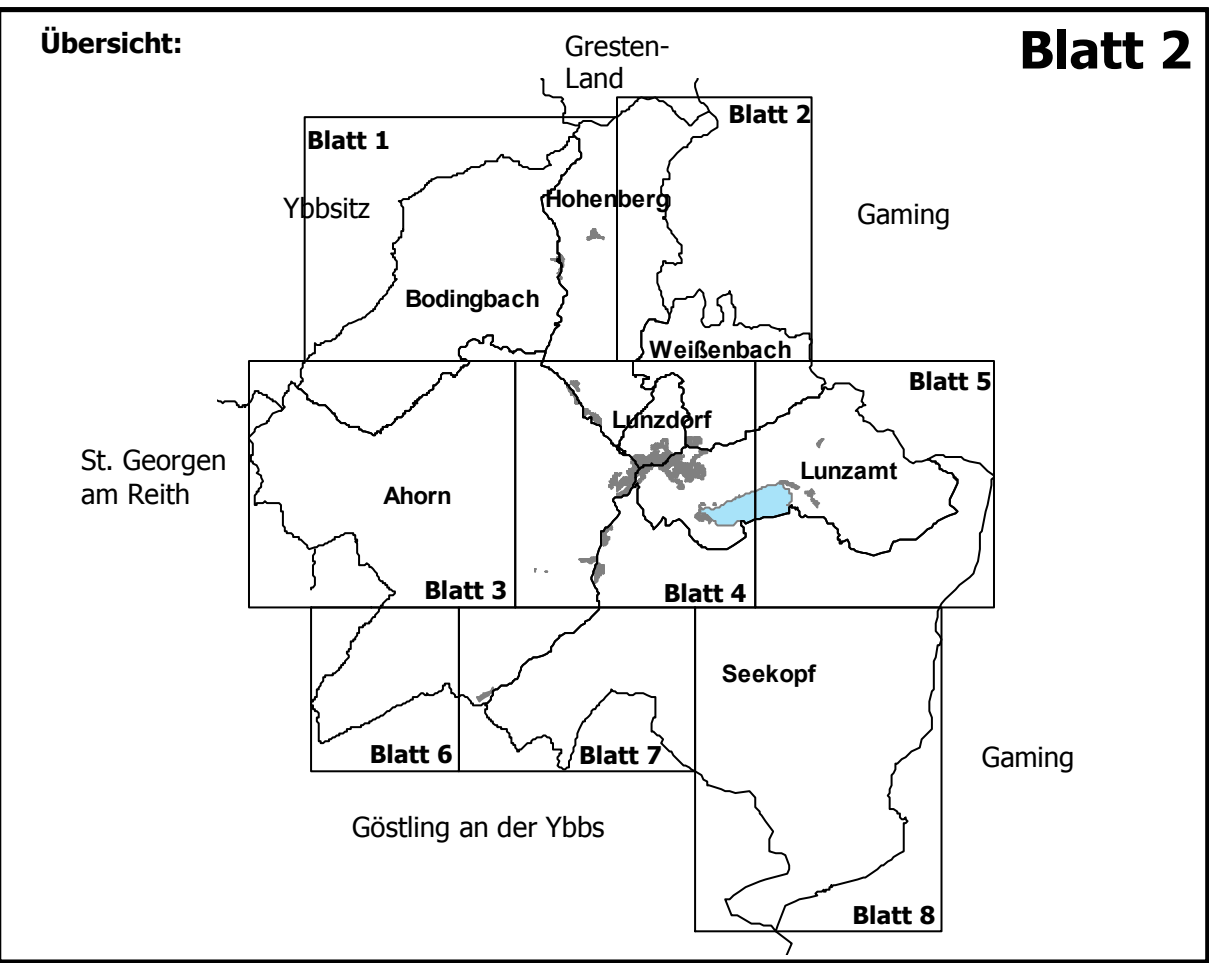 Übersicht:
Blatt 2
Gresten-
Land
Blatt 1
Blatt 2
Ybbsitz
Hohenberg
Gaming
Bodingbach
Weißenbach
Blatt 5
Lunzdorf
St. Georgen
am Reith
Ahorn
Lunzamt
Blatt 3
Blatt 4
Seekopf
Blatt 6
Blatt 7
Gaming
Göstling an der Ybbs
Blatt 8